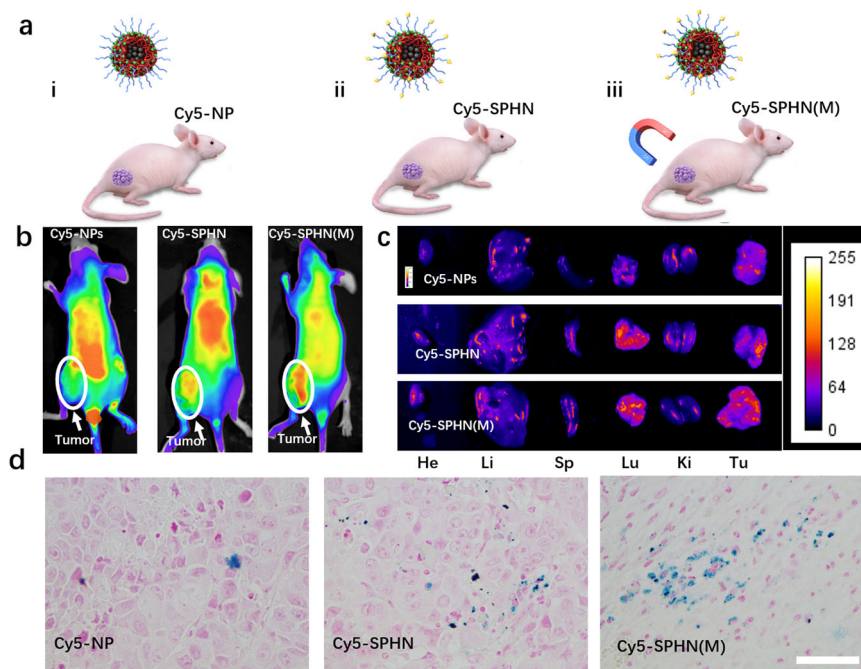 a
i
ii
iii
Cy5-NP
Cy5-SPHN
Cy5-SPHN(M)
b
Cy5-NPs
Cy5-SPHN
Cy5-SPHN(M)
Tumor
Tumor
Tumor
c
Cy5-NPs
Cy5-SPHN
Cy5-SPHN(M)
255
191
128
64
0
He
Li
Sp
Lu
Ki
Tu
d
Cy5-NP
Cy5-SPHN
Cy5-SPHN(M)